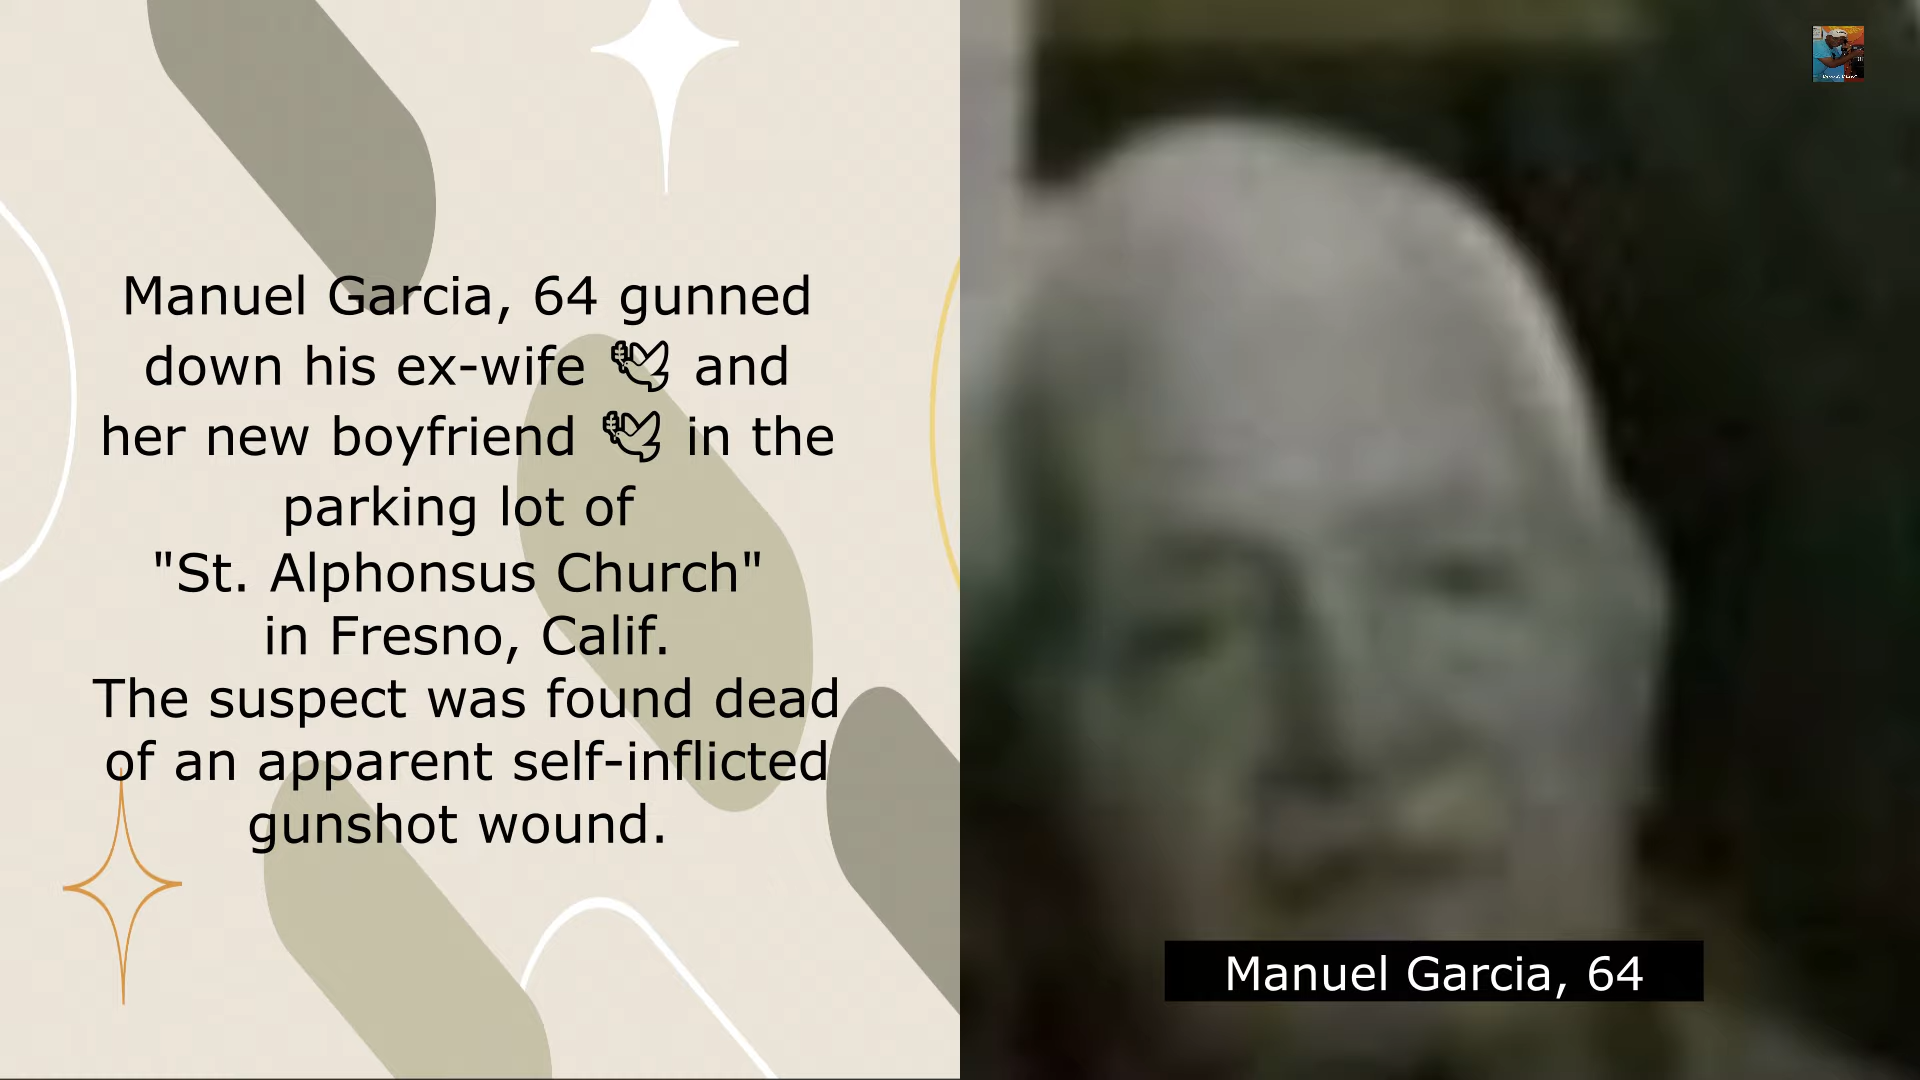 Manuel Garcia, 64 gunned
down his ex-wife 🕊 and
her new boyfriend 🕊 in the
parking lot of
"St. Alphonsus Church"
in Fresno, Calif.
The suspect was found dead
of an apparent self-inflicted
gunshot wound.
Manuel Garcia, 64